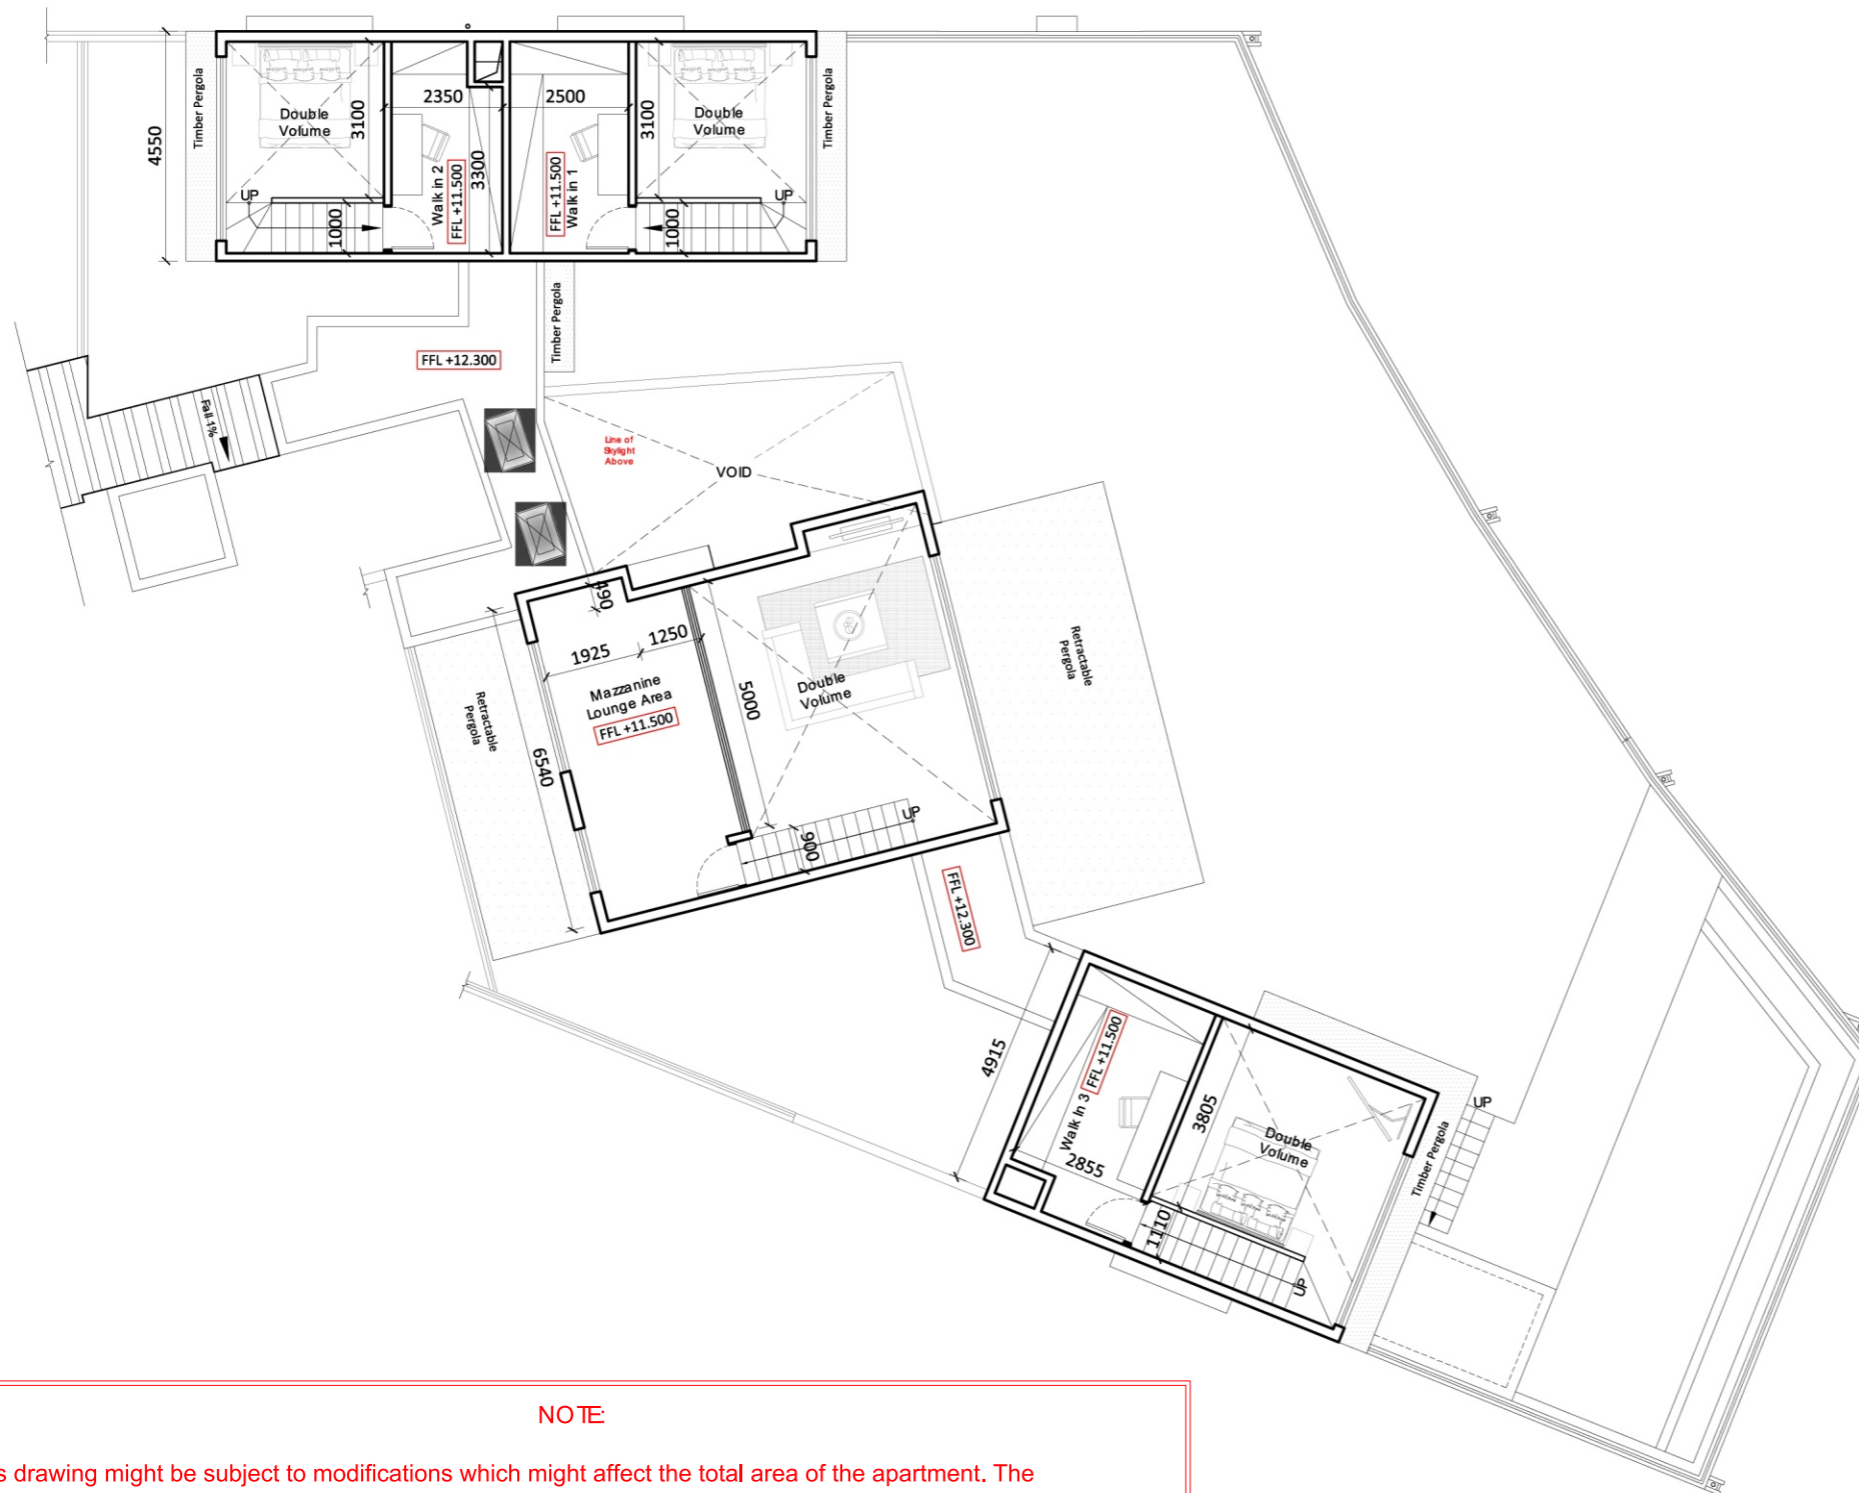 Timber Pergola
4550
Double
Volume
3100
UP
1000
2350
3300
Walk in 2
FFL +11.500
2500
FFL +11.500
Walk in 1
3100
Double
Volume
UP
1000
Timber Pergola
Timber Pergola
FFL +12.300
Fall 1%
Line of
Skylight
Above
VOID
490
1925
1250
Mazzanine
Lounge Area
FFL +11.500
5000
Double
Volume
Retractable
Pergola
Retractable
Pergola
6540
UP
900
FFL +12.300
4915
FFL +11.500
Walk In 3
2855
3805
Double
Volume
1110
UP
UP
Timber Pergola
NOTE:
s drawing might be subject to modifications which might affect the total area of the apartment. The